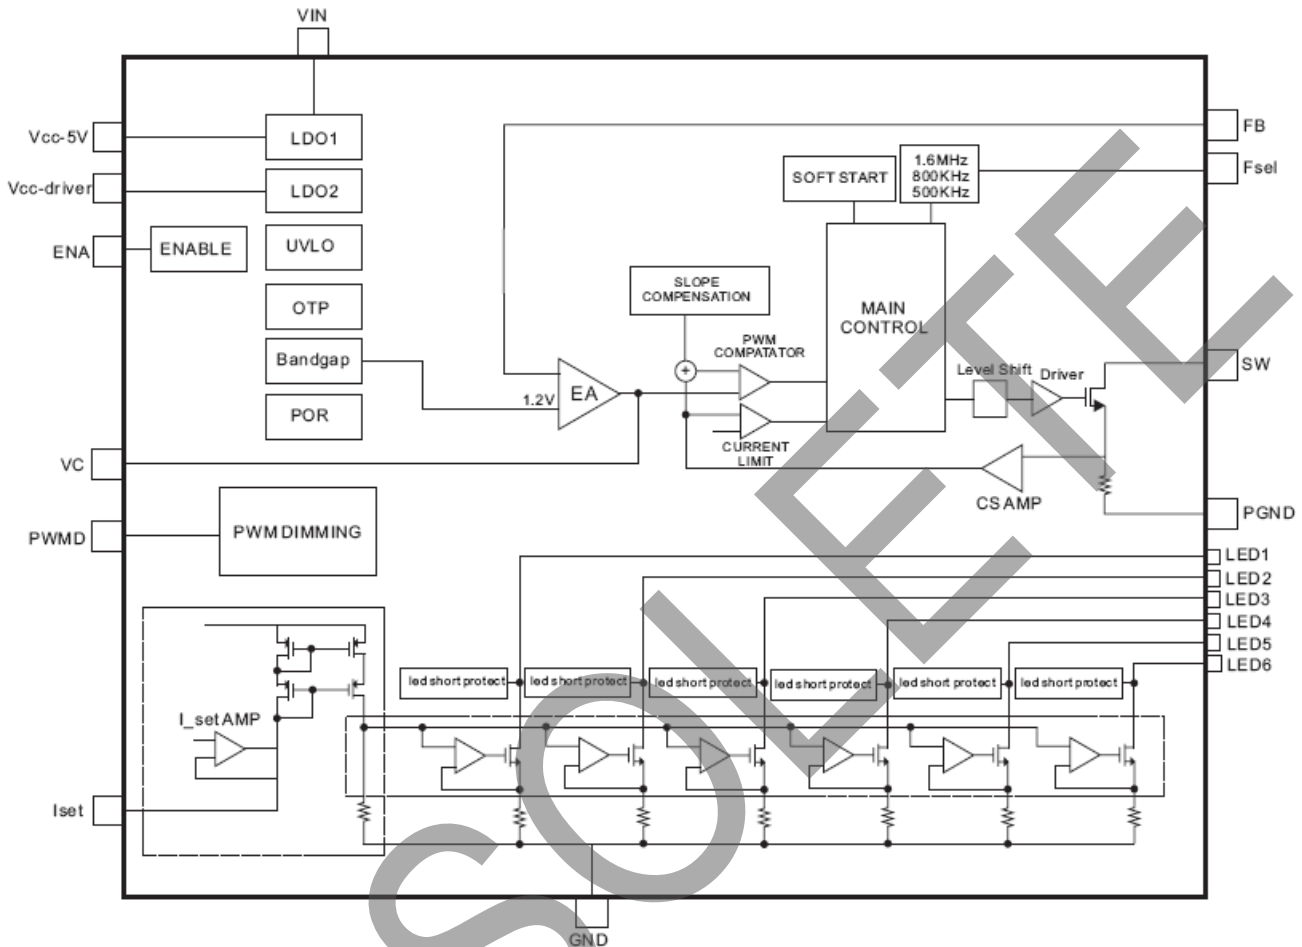 VIN
Vcc-5V
LDO1
FB
Vcc-driver
LDO2
SOFT START
1.6MHz
800KHz
500KHz
Fsel
ENA
ENABLE
UVLO
OTP
SLOPE
COMPENSATION
MAIN
CONTROL
Bandgap
PWM
COMPATATOR
Level Shift
Driver
SW
1.2V
EA
+
POR
CURRENT
LIMIT
VC
CS AMP
PGND
PWMD
PWM DIMMING
LED1
LED2
LED3
LED4
LED5
LED6
led short protect
led short protect
led short protect
led short protect
led short protect
led short protect
I_set AMP
Iset
GND
SOLETE